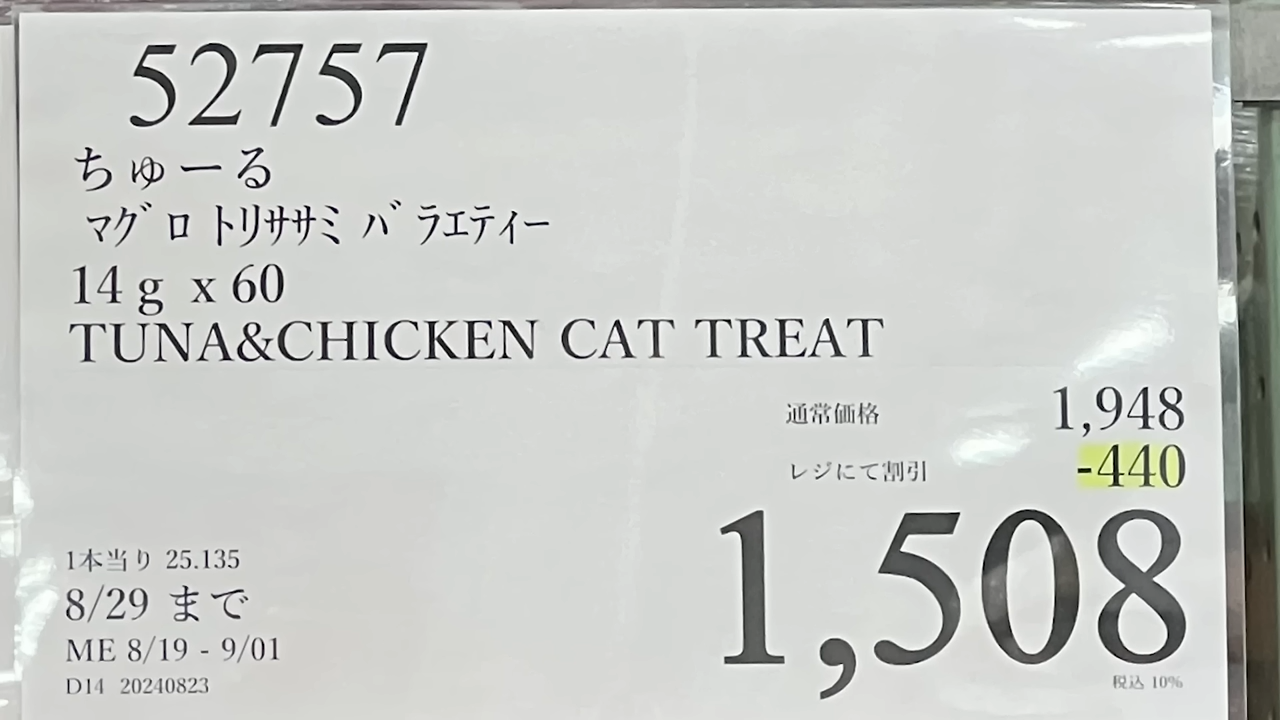 52757
ちゅーる
ﾏｸﾞﾛ ﾄﾘｻｻﾐ ﾊﾞﾗｴﾃｨｰ
14ｇ x 60
TUNA&CHICKEN CAT TREAT
通常価格 1,948
レジにて割引 -440
1,508
税込 10%
1本当り 25.135
8/29 まで
ME 8/19 - 9/01
D14 20240823